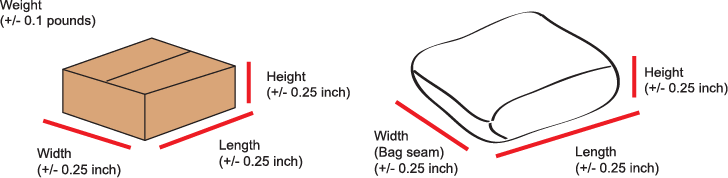 Weight
(+/- 0.1 pounds)
Height
(+/- 0.25 inch)
Width
(+/- 0.25 inch)
Length
(+/- 0.25 inch)
Height
(+/- 0.25 inch)
Width
(Bag seam)
(+/- 0.25 inch)
Length
(+/- 0.25 inch)